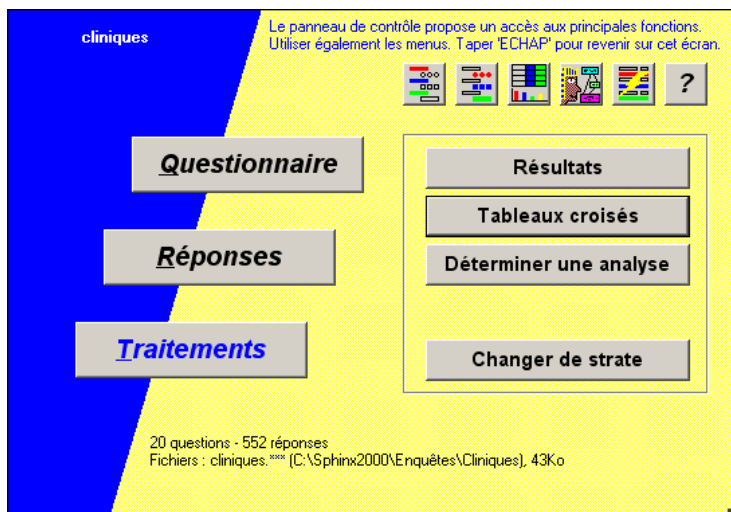 cliniques
Le panneau de contrôle propose un accès aux principales fonctions.
Utiliser également les menus. Taper 'ECHAP' pour revenir sur cet écran.
?
Questionnaire
Résultats
Tableaux croisés
Réponses
Déterminer une analyse
Traitements
Changer de strate
20 questions - 552 réponses
Fichiers : cliniques.*** (C:\Sphinx2000\Enquêtes\Cliniques), 43Ko